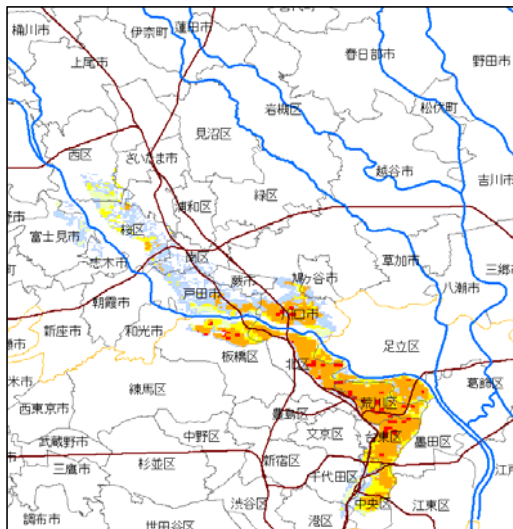 桶川市
伊奈町
蓮田市
上尾市
春日部市
野田市
岩槻区
松伏町
見沼区
西区
さいたま市
越谷市
吉川市
緑区
浦和区
桜区
富士見市
南区
草加市
三郷市
志木市
蕨市
鳩ケ谷市
八潮市
戸田市
朝霞市
川口市
新座市
和光市
足立区
板橋区
北区
葛飾区
練馬区
荒川区
西東京市
豊島区
文京区
台東区
墨田区
中野区
武蔵野市
杉並区
新宿区
三鷹市
千代田区
江戸
渋谷区
中央区
江東区
調布市
世田谷区
港区